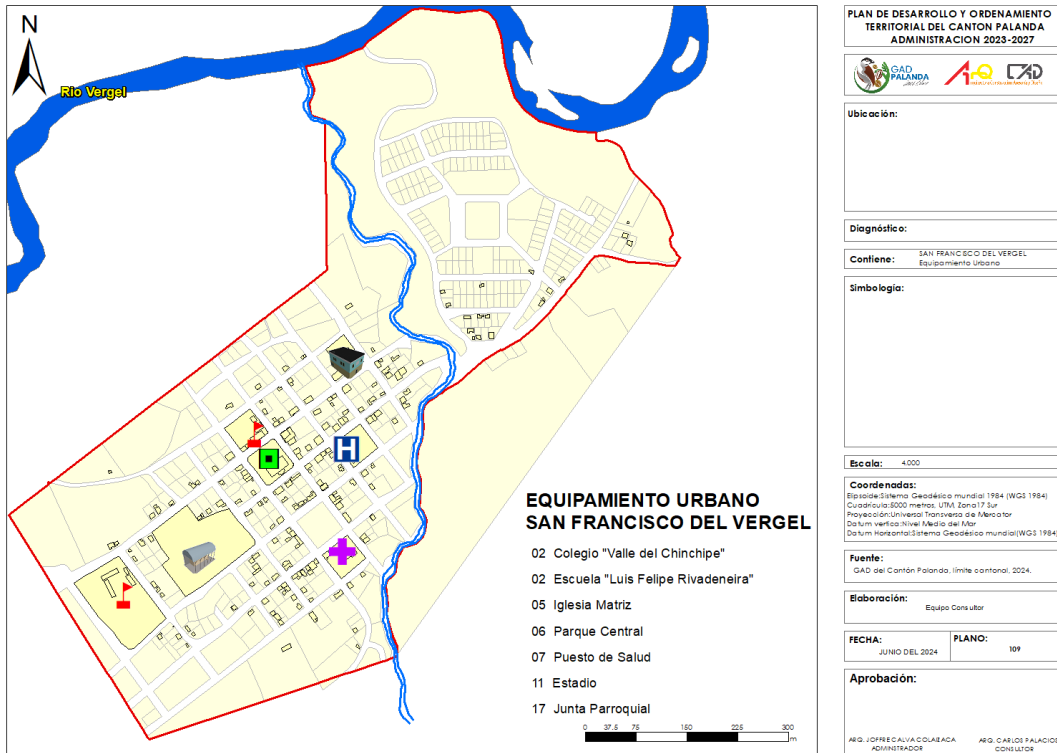 N
Rio Vergel
EQUIPAMIENTO URBANO
SAN FRANCISCO DEL VERGEL
02 Colegio "Valle del Chinchipe"
02 Escuela "Luis Felipe Rivadeneira"
05 Iglesia Matriz
06 Parque Central
07 Puesto de Salud
11 Estadio
17 Junta Parroquial
0 37,5 75 150 225 300
m
H
PLAN DE DESARROLLO Y ORDENAMIENTO
TERRITORIAL DEL CANTON PALANDA
ADMINISTRACION 2023-2027
GAD
PALANDA
Ubicación:
Diagnóstico:
Contiene: SAN FRANCISCO DEL VERGEL
Equipamiento Urbano
Simbología:
Escala: 4.000
Coordenadas:
Elipsoide:Sistema Geodésico mundial 1984 (WGS 1984)
Cuadrícula:5000 metros, UTM, Zona 17 Sur
Proyección:Universal Transversa de Mercator
Datum vertico:Nivel Medio del Mar
Datum Horizontal:Sistema Geodésico mundial(WGS 1984)
Fuente:
GAD del Cantón Palanda, límite cantonal, 2024.
Elaboración:
Equipo Consultor
FECHA:
JUNIO DEL 2024
PLANO:
109
Aprobación:
ARQ. JOFFRE CALVA COLAIZACA
ADMINISTRADOR
ARQ. CARLOS PALACIOS
CONSULTOR